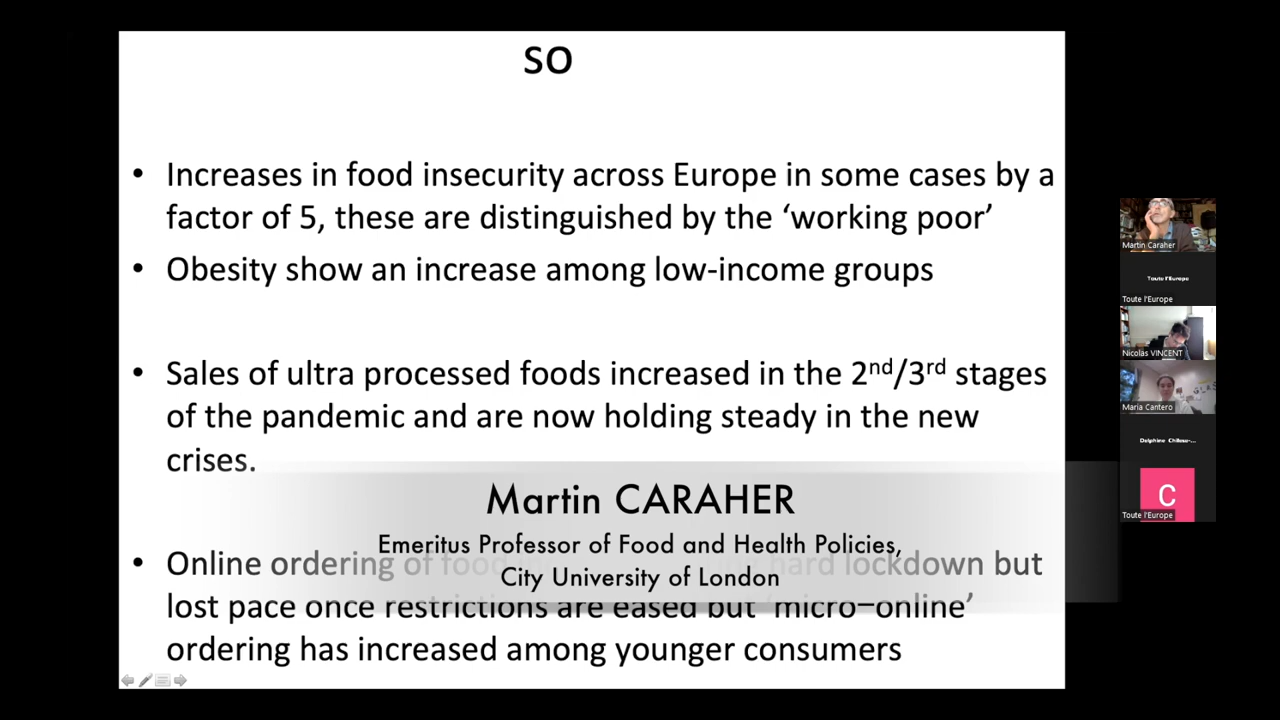 so
• Increases in food insecurity across Europe in some cases by a
factor of 5, these are distinguished by the ‘working poor’
• Obesity show an increase among low-income groups
• Sales of ultra processed foods increased in the 2nd/3rd stages
of the pandemic and are now holding steady in the new
crises.
Martin CARAHER
Emeritus Professor of Food and Health Policies,
City University of London
• Online ordering of food hard lockdown but
lost pace once restrictions are eased but ‘micro–online’
ordering has increased among younger consumers
Martin Caraher
Toute l'Europe
Toute l'Europe
Nicolas VINCENT
Maria Cantero
Delphine Chilese-...
C
Toute l'Europe